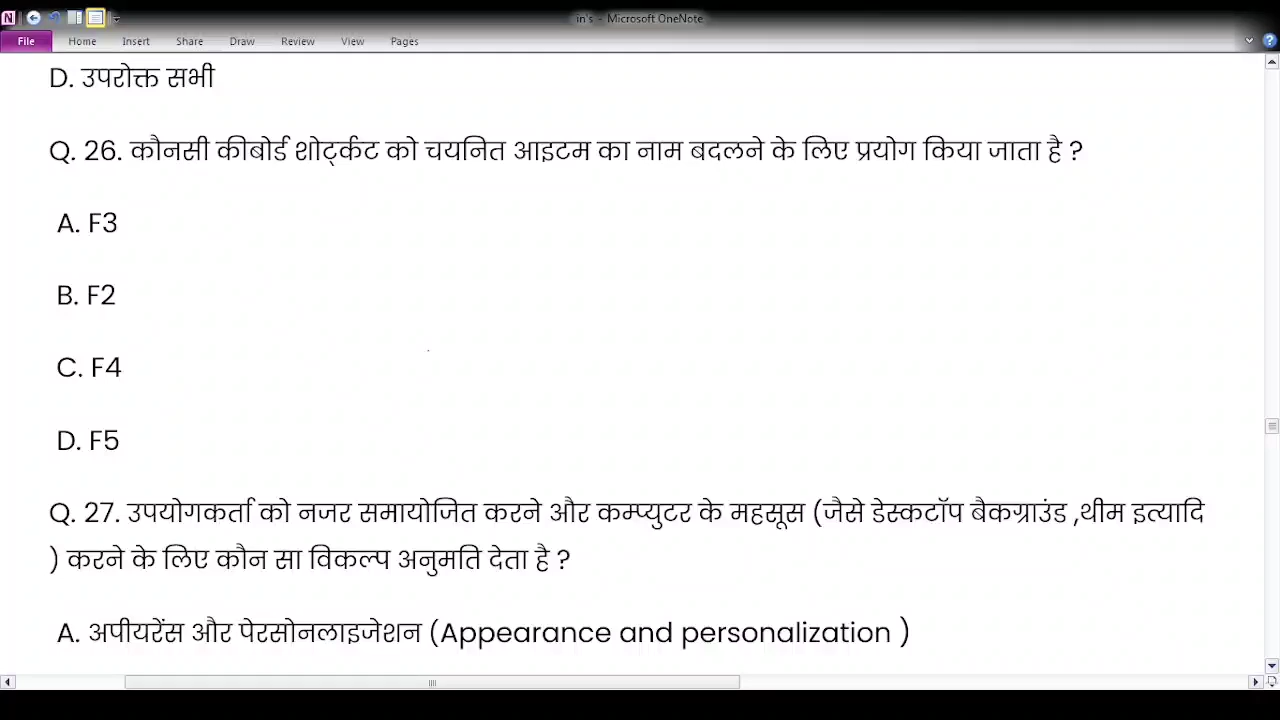 in's - Microsoft OneNote
File Home Insert Share Draw Review View Pages
D. उपरोक्त सभी
Q. 26. कौनसी कीबोर्ड शोर्ट्कट को चयनित आइटम का नाम बदलने के लिए प्रयोग किया जाता है ?
A. F3
B. F2
C. F4
D. F5
Q. 27. उपयोगकर्ता को नजर समायोजित करने और कम्प्युटर के महसूस (जैसे डेस्कटॉप बैकग्राउंड ,थीम इत्यादि
) करने के लिए कौन सा विकल्प अनुमति देता है ?
A. अपीयरेंस और पेरसोनलाइजेशन (Appearance and personalization )